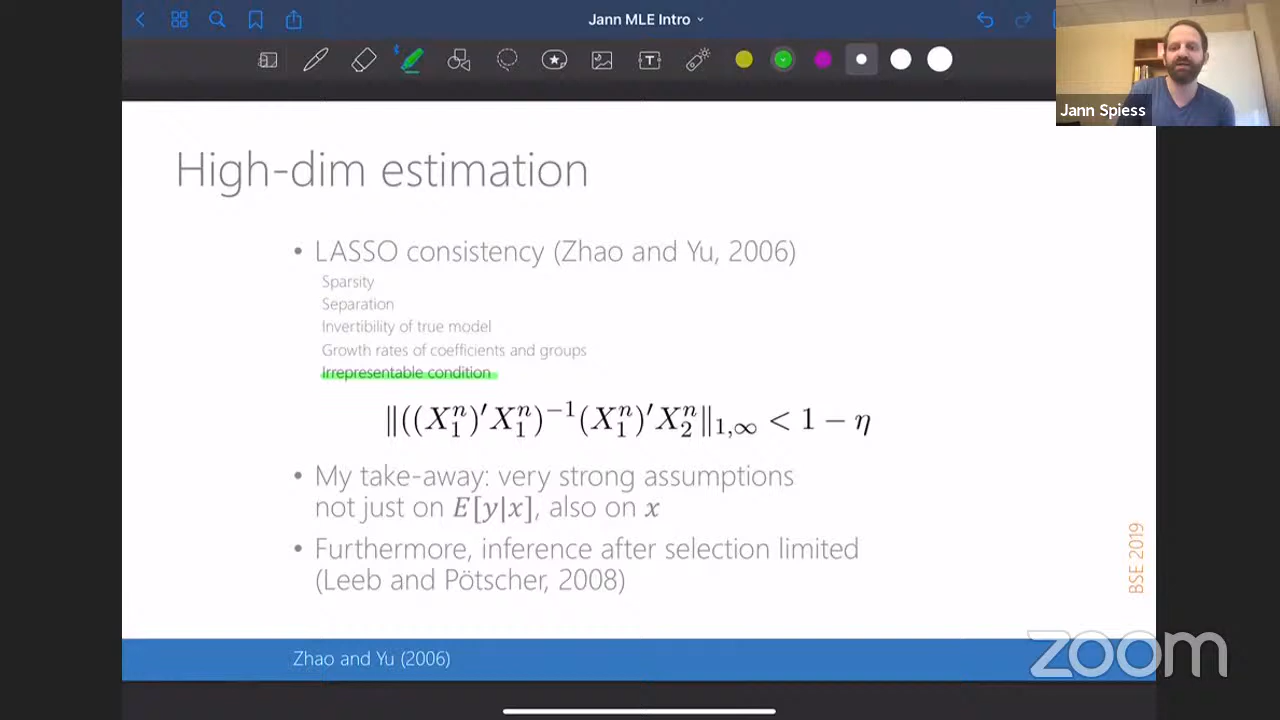 Jann MLE Intro
Jann Spiess
High-dim estimation
• LASSO consistency (Zhao and Yu, 2006)
Sparsity
Separation
Invertibility of true model
Growth rates of coefficients and groups
Irrepresentable condition
‖((X₁ⁿ)′X₁ⁿ)⁻¹(X₁ⁿ)′X₂ⁿ‖₁,∞ < 1 − η
• My take-away: very strong assumptions
not just on E[y|x], also on x
• Furthermore, inference after selection limited
(Leeb and Pötscher, 2008)
BSE 2019
Zhao and Yu (2006)
zoom